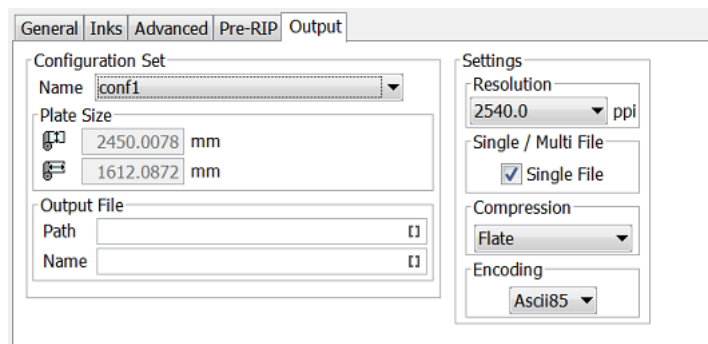 General Inks Advanced Pre-RIP Output
Configuration Set
Name conf1
Plate Size
2450.0078 mm
1612.0872 mm
Output File
Path []
Name []
Settings
Resolution
2540.0 ppi
Single / Multi File
Single File
Compression
Flate
Encoding
Ascii85